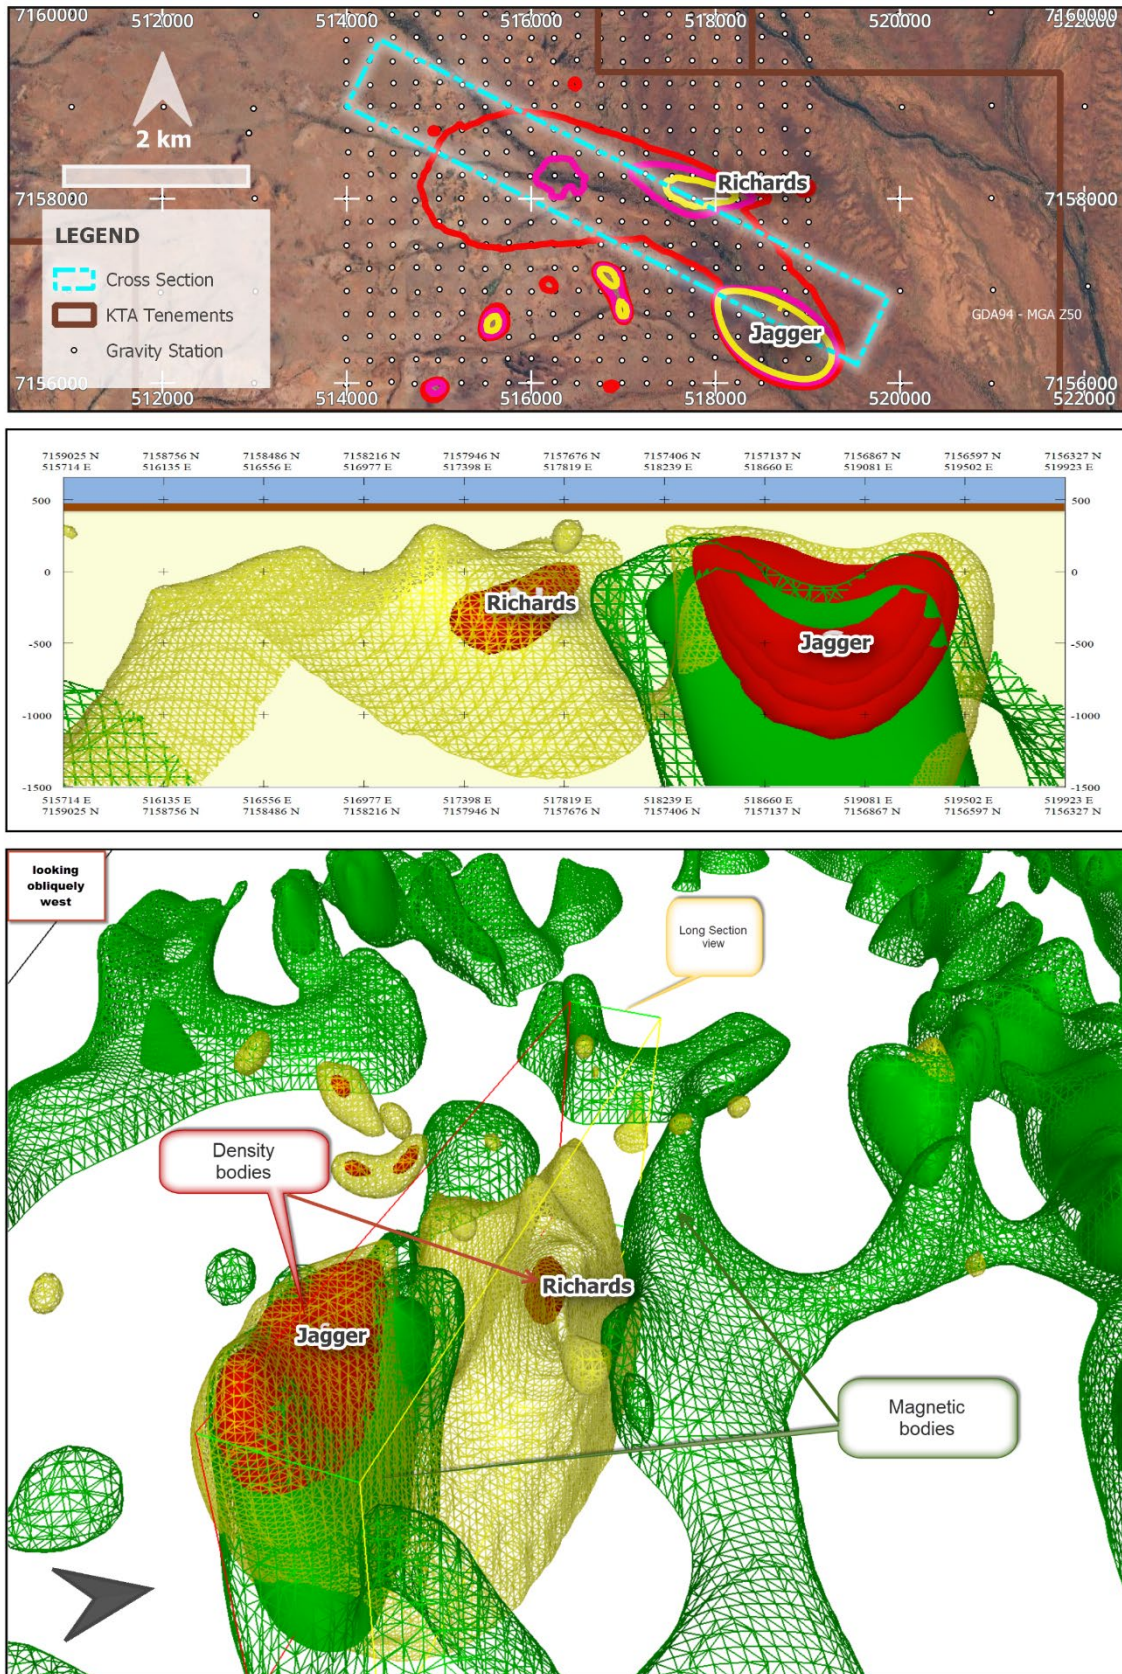 7160000
512000
514000
516000
518000
520000
7160000
522000
2 km
Richards
7158000
7158000
LEGEND
Cross Section
KTA Tenements
Gravity Station
GDA94 - MGA Z50
Jagger
7156000
7156000
512000
514000
516000
518000
520000
522000
7159025 N 7158756 N 7158486 N 7158216 N 7157946 N 7157676 N 7157406 N 7157137 N 7156867 N 7156597 N 7156327 N
515714 E 516135 E 516556 E 516977 E 517398 E 517819 E 518239 E 518660 E 519081 E 519502 E 519923 E
500 500
0 0
Richards
-500 -500
Jagger
-1000 -1000
-1500 -1500
515714 E 516135 E 516556 E 516977 E 517398 E 517819 E 518239 E 518660 E 519081 E 519502 E 519923 E
7159025 N 7158756 N 7158486 N 7158216 N 7157946 N 7157676 N 7157406 N 7157137 N 7156867 N 7156597 N 7156327 N
looking
obliquely
west
Long Section
view
Density
bodies
Richards
Jagger
Magnetic
bodies